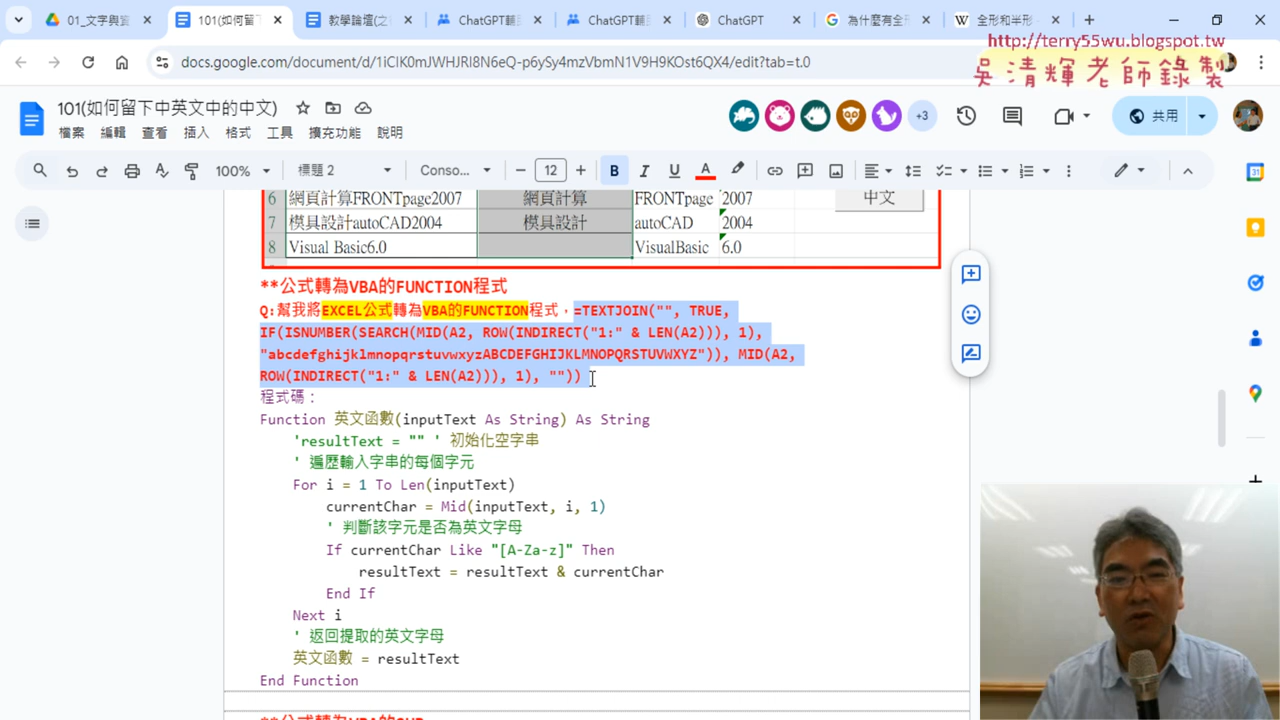 01_文字與資
101(如何留下
教學論壇(之
ChatGPT輔
ChatGPT輔
ChatGPT
為什麼有全形
全形和半形 -
http://terry55wu.blogspot.tw
docs.google.com/document/d/1iClK0mJWHJRI8N6eQ-p6ySy4mzVbmN1V9H9KOst6QX4/edit?tab=t.0
吳清輝老師錄製
101(如何留下中英文中的中文)
檔案 編輯 查看 插入 格式 工具 擴充功能 說明
+3
共用
100% 標題 2 Conso... 12 B I U A
6 網頁計算FRONTpage2007 網頁計算 FRONTpage 2007 中文
7 模具設計autoCAD2004 模具設計 autoCAD 2004
8 Visual Basic6.0 VisualBasic 6.0
**公式轉為VBA的FUNCTION程式
Q:幫我將EXCEL公式轉為VBA的FUNCTION程式，=TEXTJOIN("", TRUE,
IF(ISNUMBER(SEARCH(MID(A2, ROW(INDIRECT("1:" & LEN(A2))), 1),
"abcdefghijklmnopqrstuvwxyzABCDEFGHIJKLMNOPQRSTUVWXYZ")), MID(A2,
ROW(INDIRECT("1:" & LEN(A2))), 1), ""))
程式碼：
Function 英文函數(inputText As String) As String
'resultText = "" ' 初始化空字串
' 遍歷輸入字串的每個字元
For i = 1 To Len(inputText)
currentChar = Mid(inputText, i, 1)
' 判斷該字元是否為英文字母
If currentChar Like "[A-Za-z]" Then
resultText = resultText & currentChar
End If
Next i
' 返回提取的英文字母
英文函數 = resultText
End Function